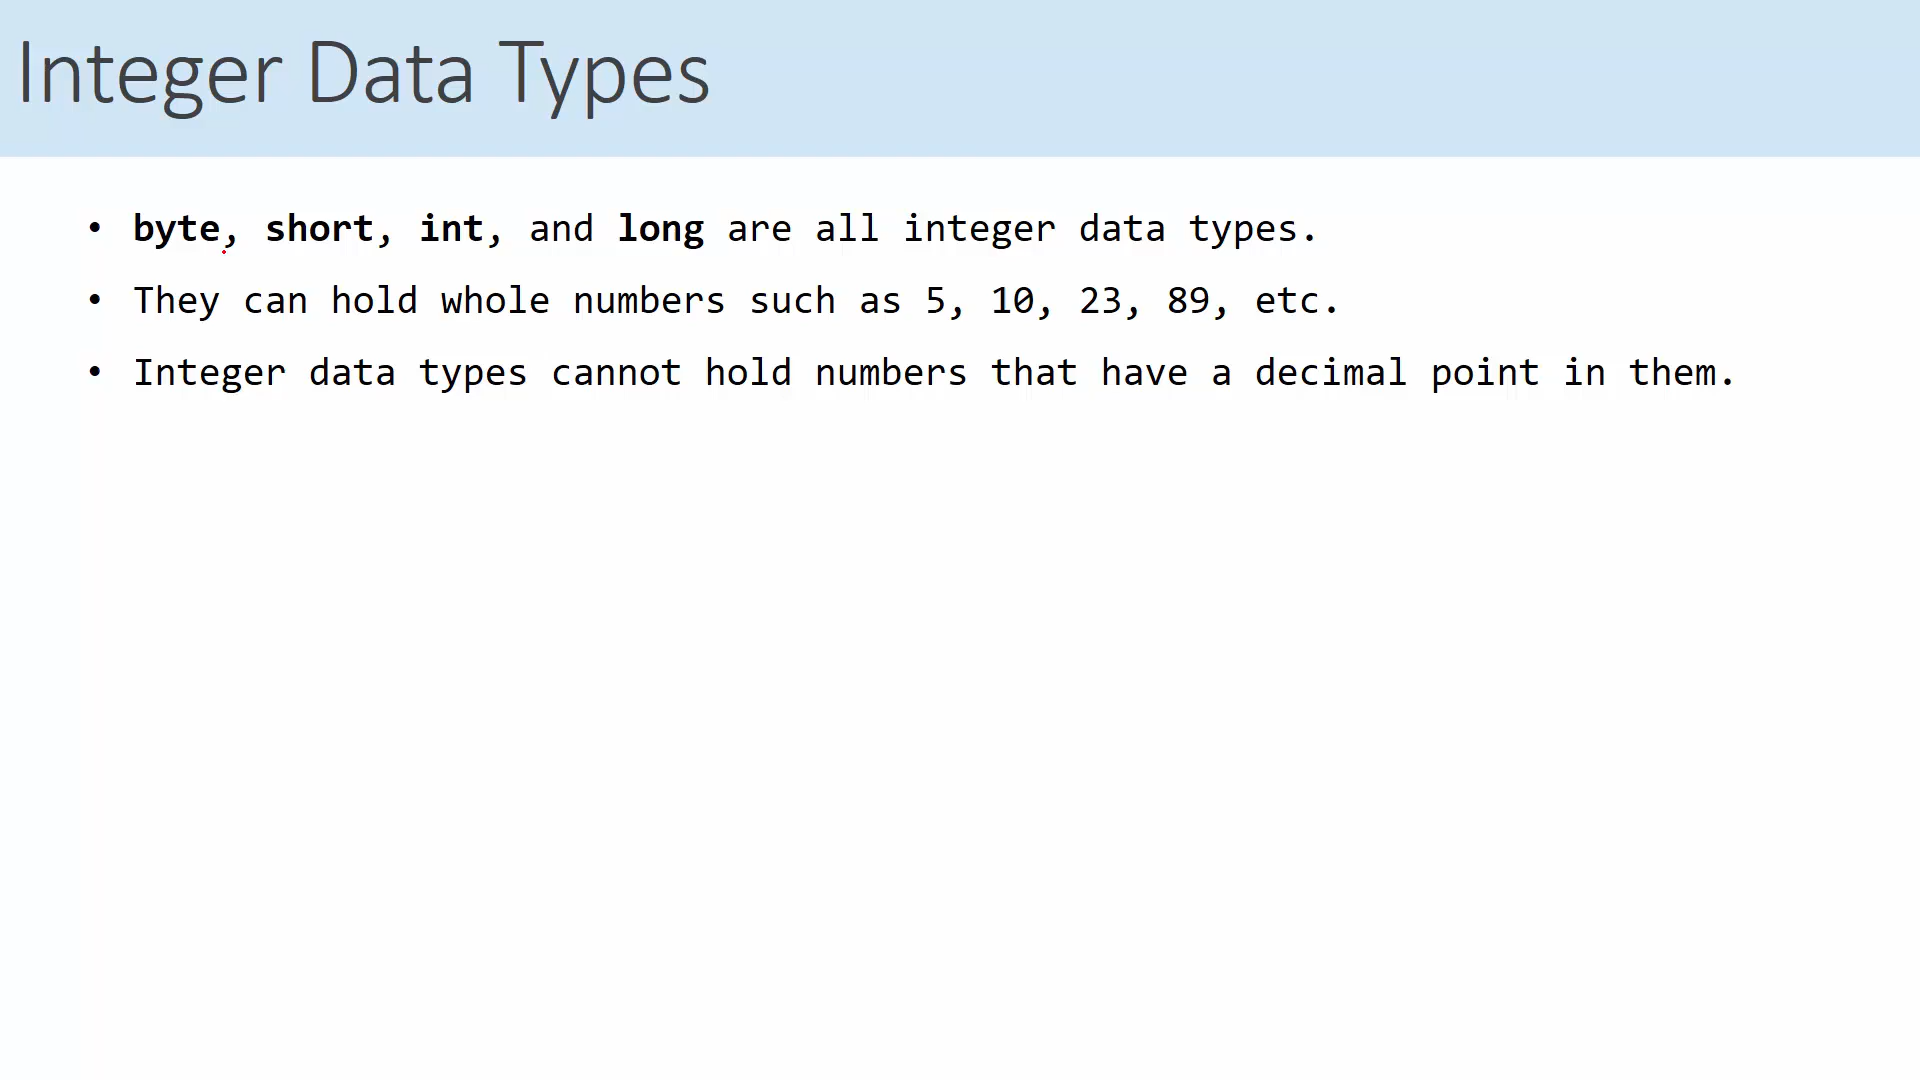 Integer Data Types
• byte, short, int, and long are all integer data types.
• They can hold whole numbers such as 5, 10, 23, 89, etc.
• Integer data types cannot hold numbers that have a decimal point in them.